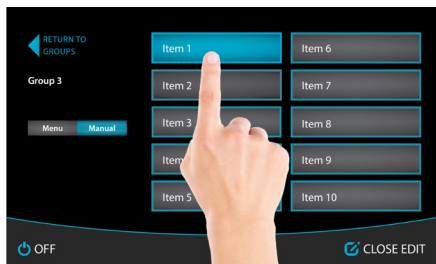 RETURN TO
GROUPS
Group 3
Menu
Manual
Item 1
Item 2
Item 3
Item 5
Item 6
Item 7
Item 8
Item 9
Item 10
OFF
CLOSE EDIT